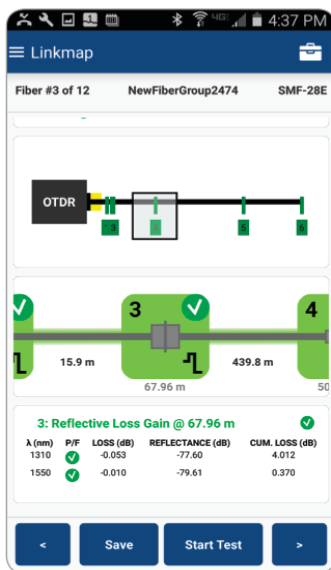 4G 4:37 PM
Linkmap
Fiber #3 of 12 NewFiberGroup2474 SMF-28E
OTDR
3 5 6
3 4
15.9 m 439.8 m
67.96 m 50
3: Reflective Loss Gain @ 67.96 m
λ (nm) P/F LOSS (dB) REFLECTANCE (dB) CUM. LOSS (dB)
1310 -0.053 -77.60 4.012
1550 -0.010 -79.61 0.370
< Save Start Test >